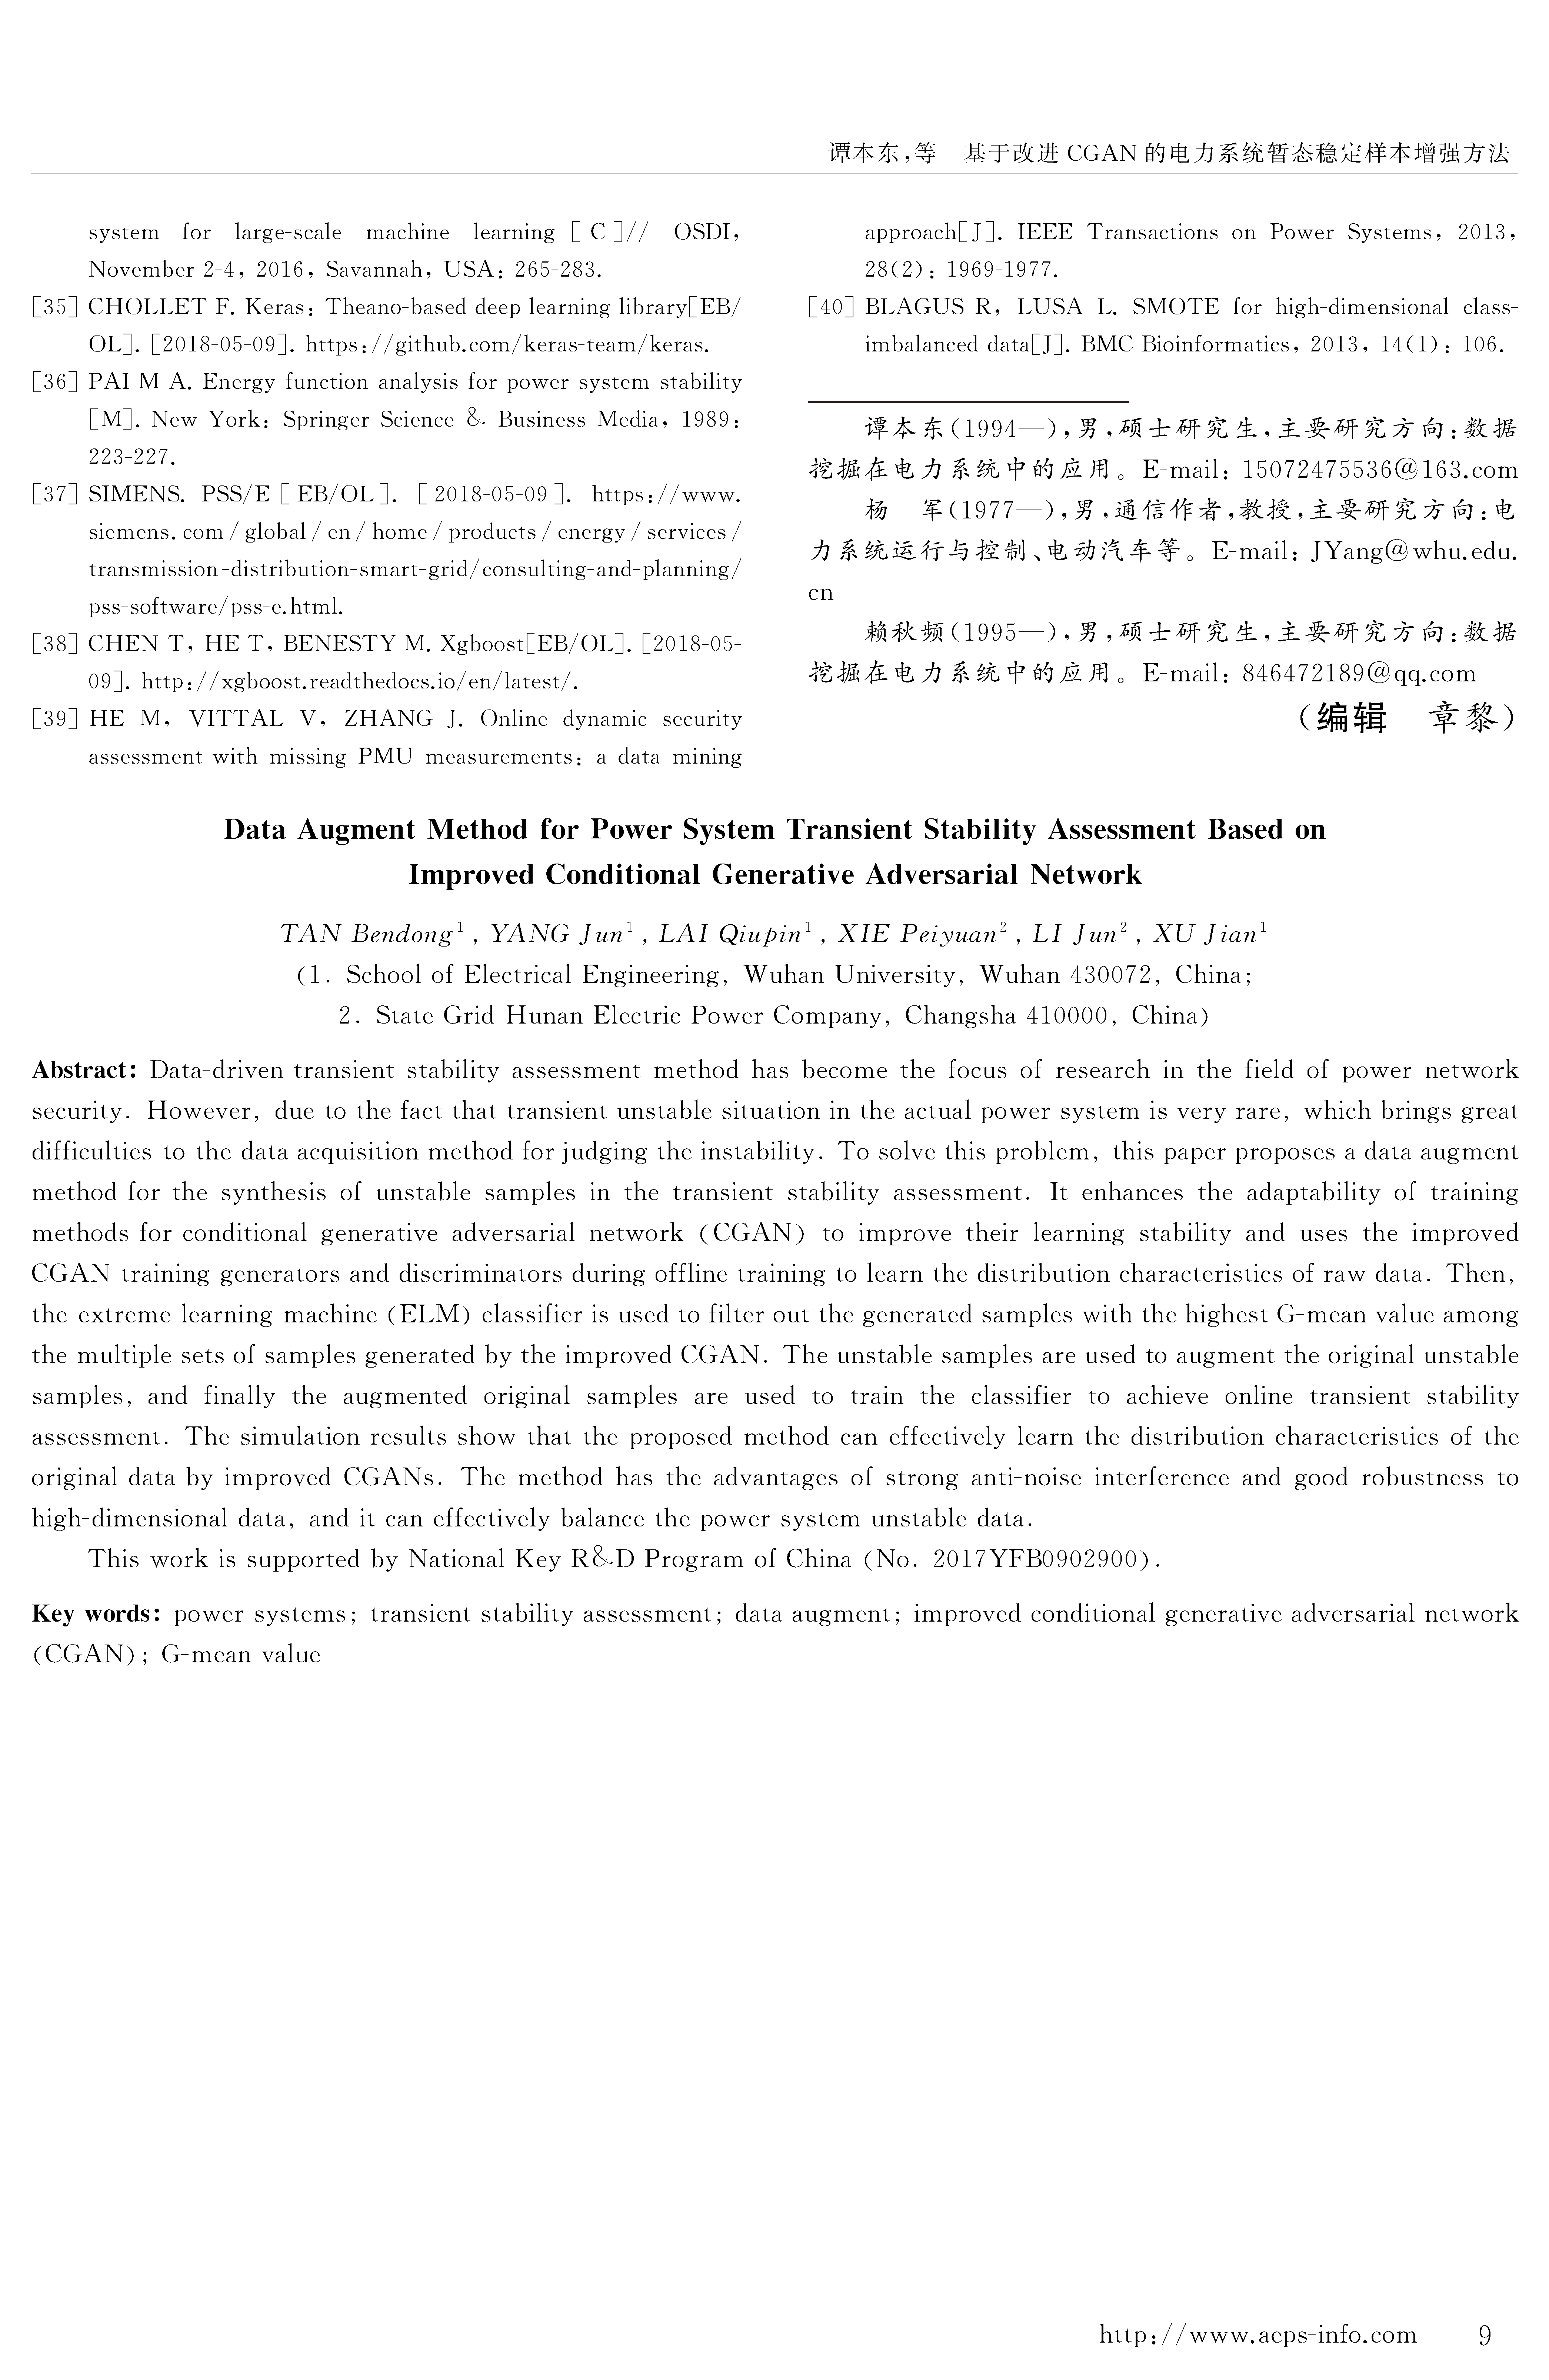 谭本东,等　基于改进 CGAN 的电力系统暂态稳定样本增强方法
system for large-scale machine learning [C]// OSDI,
November 2-4, 2016, Savannah, USA: 265-283.
[35] CHOLLET F. Keras: Theano-based deep learning library[EB/
OL]. [2018-05-09]. https://github.com/keras-team/keras.
[36] PAI M A. Energy function analysis for power system stability
[M]. New York: Springer Science & Business Media, 1989:
223-227.
[37] SIMENS. PSS/E [EB/OL]. [2018-05-09]. https://www.
siemens.com/global/en/home/products/energy/services/
transmission-distribution-smart-grid/consulting-and-planning/
pss-software/pss-e.html.
[38] CHEN T, HE T, BENESTY M. Xgboost[EB/OL]. [2018-05-
09]. http://xgboost.readthedocs.io/en/latest/.
[39] HE M, VITTAL V, ZHANG J. Online dynamic security
assessment with missing PMU measurements: a data mining
approach[J]. IEEE Transactions on Power Systems, 2013,
28(2): 1969-1977.
[40] BLAGUS R, LUSA L. SMOTE for high-dimensional class-
imbalanced data[J]. BMC Bioinformatics, 2013, 14(1): 106.
谭本东(1994—),男,硕士研究生,主要研究方向:数据
挖掘在电力系统中的应用。E-mail: 15072475536@163.com
杨　军(1977—),男,通信作者,教授,主要研究方向:电
力系统运行与控制、电动汽车等。E-mail: JYang@whu.edu.
cn
赖秋频(1995—),男,硕士研究生,主要研究方向:数据
挖掘在电力系统中的应用。E-mail: 846472189@qq.com
(编辑　章黎)
Data Augment Method for Power System Transient Stability Assessment Based on
Improved Conditional Generative Adversarial Network
TAN Bendong¹, YANG Jun¹, LAI Qiupin¹, XIE Peiyuan², LI Jun², XU Jian¹
(1. School of Electrical Engineering, Wuhan University, Wuhan 430072, China;
2. State Grid Hunan Electric Power Company, Changsha 410000, China)
Abstract: Data-driven transient stability assessment method has become the focus of research in the field of power network
security. However, due to the fact that transient unstable situation in the actual power system is very rare, which brings great
difficulties to the data acquisition method for judging the instability. To solve this problem, this paper proposes a data augment
method for the synthesis of unstable samples in the transient stability assessment. It enhances the adaptability of training
methods for conditional generative adversarial network (CGAN) to improve their learning stability and uses the improved
CGAN training generators and discriminators during offline training to learn the distribution characteristics of raw data. Then,
the extreme learning machine (ELM) classifier is used to filter out the generated samples with the highest G-mean value among
the multiple sets of samples generated by the improved CGAN. The unstable samples are used to augment the original unstable
samples, and finally the augmented original samples are used to train the classifier to achieve online transient stability
assessment. The simulation results show that the proposed method can effectively learn the distribution characteristics of the
original data by improved CGANs. The method has the advantages of strong anti-noise interference and good robustness to
high-dimensional data, and it can effectively balance the power system unstable data.
This work is supported by National Key R&D Program of China (No. 2017YFB0902900).
Key words: power systems; transient stability assessment; data augment; improved conditional generative adversarial network
(CGAN); G-mean value
http://www.aeps-info.com　9